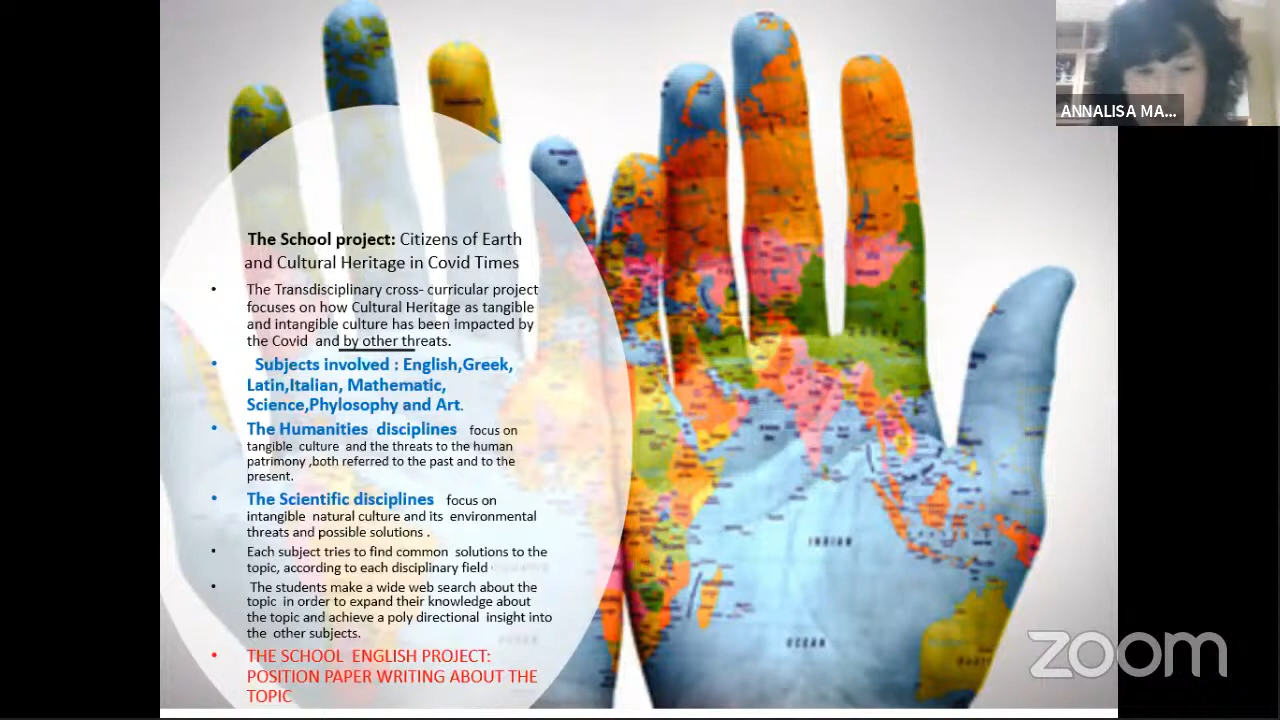 ANNALISA MA...
The School project: Citizens of Earth
and Cultural Heritage in Covid Times
• The Transdisciplinary cross- curricular project
focuses on how Cultural Heritage as tangible
and intangible culture has been impacted by
the Covid and by other threats.
• Subjects involved : English,Greek,
Latin,Italian, Mathematic,
Science,Phylosophy and Art.
• The Humanities disciplines focus on
tangible culture and the threats to the human
patrimony ,both referred to the past and to the
present.
• The Scientific disciplines focus on
intangible natural culture and its environmental
threats and possible solutions .
• Each subject tries to find common solutions to the
topic, according to each disciplinary field
• The students make a wide web search about the
topic in order to expand their knowledge about
the topic and achieve a poly directional insight into
the other subjects.
• THE SCHOOL ENGLISH PROJECT:
POSITION PAPER WRITING ABOUT THE
TOPIC
INDIAN
OCEAN
zoom